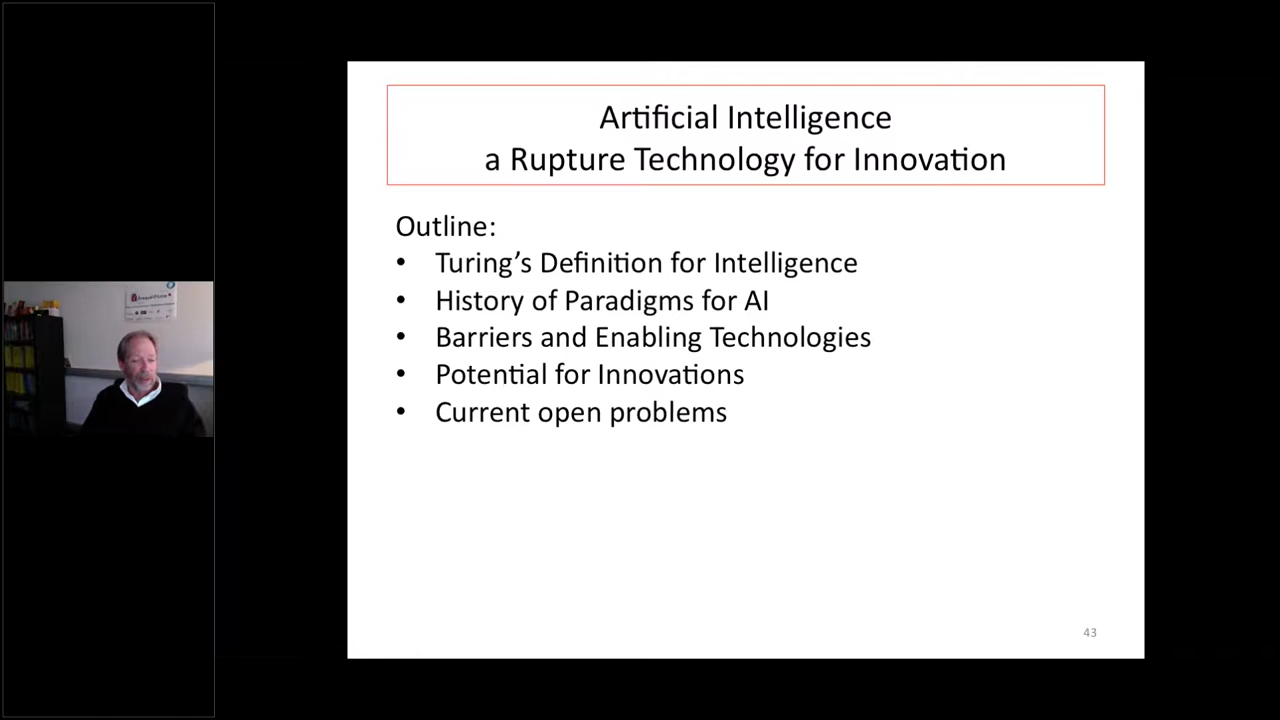 Artificial Intelligence
a Rupture Technology for Innovation
Outline:
• Turing's Definition for Intelligence
• History of Paradigms for AI
• Barriers and Enabling Technologies
• Potential for Innovations
• Current open problems
43